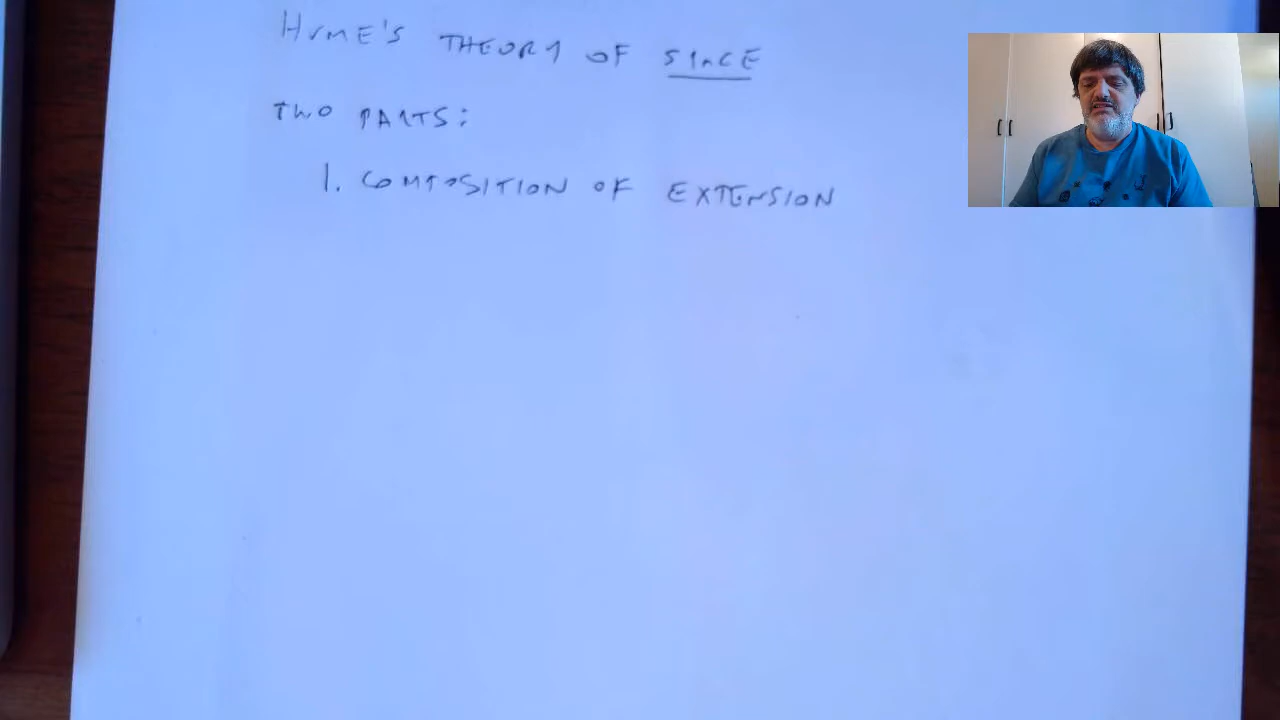 HUME'S THEORY OF SPACE
TWO PARTS:
1. COMPOSITION OF EXTENSION